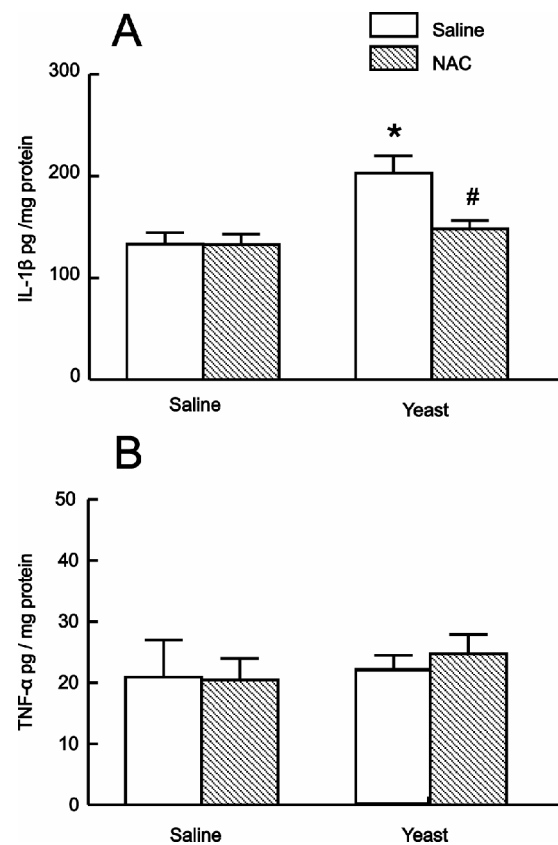 A
Saline
NAC
300
200
100
0
IL-1β pg /mg protein
*
#
Saline
Yeast
B
50
40
30
20
10
0
TNF-α pg / mg protein
Saline
Yeast